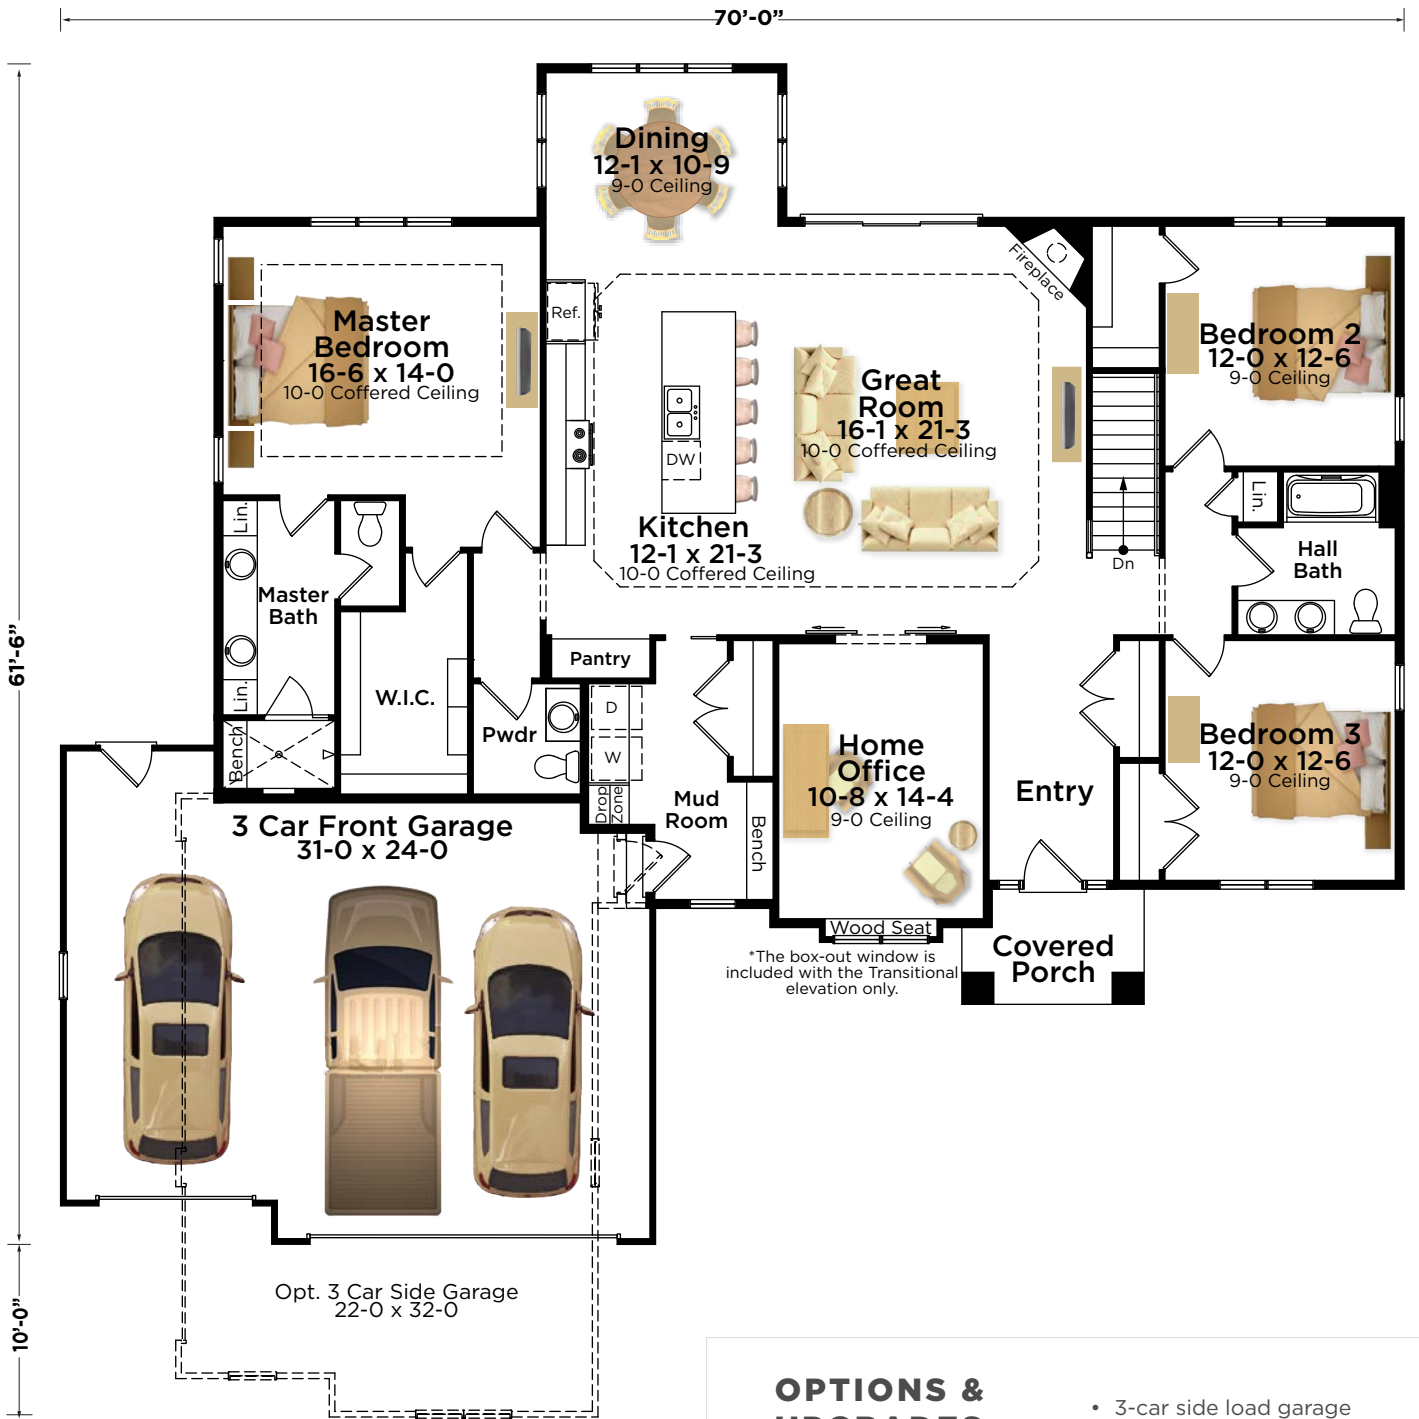 70'-0”
Dining
12-1 x 10-9
9-0 Ceiling
Fireplace
Master
Bedroom
16-6 x 14-0
10-0 Coffered Ceiling
Ref.
Bedroom 2
12-0 x 12-6
9-0 Ceiling
Great
Room
16-1 x 21-3
10-0 Coffered Ceiling
DW
Kitchen
12-1 x 21-3
10-0 Coffered Ceiling
Lin.
Lin.
Dn
Hall
Bath
Master
Bath
61'-6”
Pantry
Lin.
W.I.C.
D
W
Pwdr
Bench
Drop
Zone
Mud
Room
Bench
Home
Office
10-8 x 14-4
9-0 Ceiling
Entry
Bedroom 3
12-0 x 12-6
9-0 Ceiling
3 Car Front Garage
31-0 x 24-0
Wood Seat
*The box-out window is
included with the Transitional
elevation only.
Covered
Porch
Opt. 3 Car Side Garage
22-0 x 32-0
10'-0”
OPTIONS &
UPGRADES
• 3-car side load garage